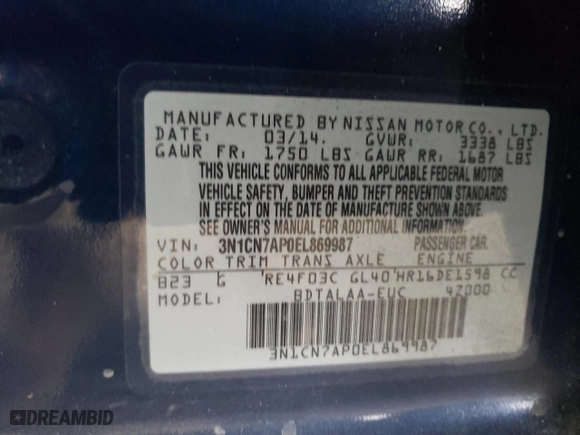 MANUFACTURED BY NISSAN MOTOR CO., LTD.
DATE: 03/14. GVWR: 3338 LBS
GAWR FR: 1750 LBS GAWR RR: 1687 LBS
THIS VEHICLE CONFORMS TO ALL APPLICABLE FEDERAL MOTOR
VEHICLE SAFETY, BUMPER AND THEFT PREVENTION STANDARDS
IN EFFECT ON THE DATE OF MANUFACTURE SHOWN ABOVE.
SEE OWNER'S MANUAL FOR ADDITIONAL INFORMATION.
VIN: 3N1CN7AP0EL869987 PASSENGER CAR
COLOR TRIM TRANS AXLE ENGINE
B23 G RE4F03C GL40 HR16DE1598 CC
MODEL: BDTALAA-EUC 4Z000
3N1CN7AP0EL869987
DREAMBID